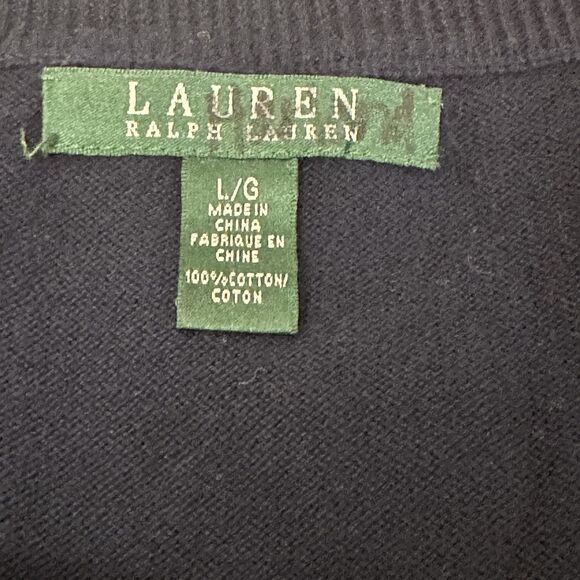 LAUREN
RALPH LAUREN
L/G
MADE IN
CHINA
FABRIQUE EN
CHINE
100%COTTON/
COTON